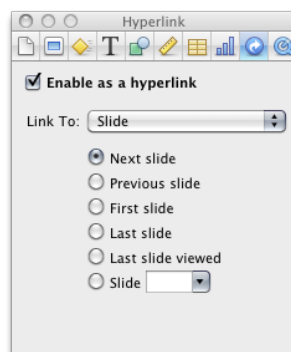 Hyperlink
T
Enable as a hyperlink
Link To: Slide
Next slide
Previous slide
First slide
Last slide
Last slide viewed
Slide